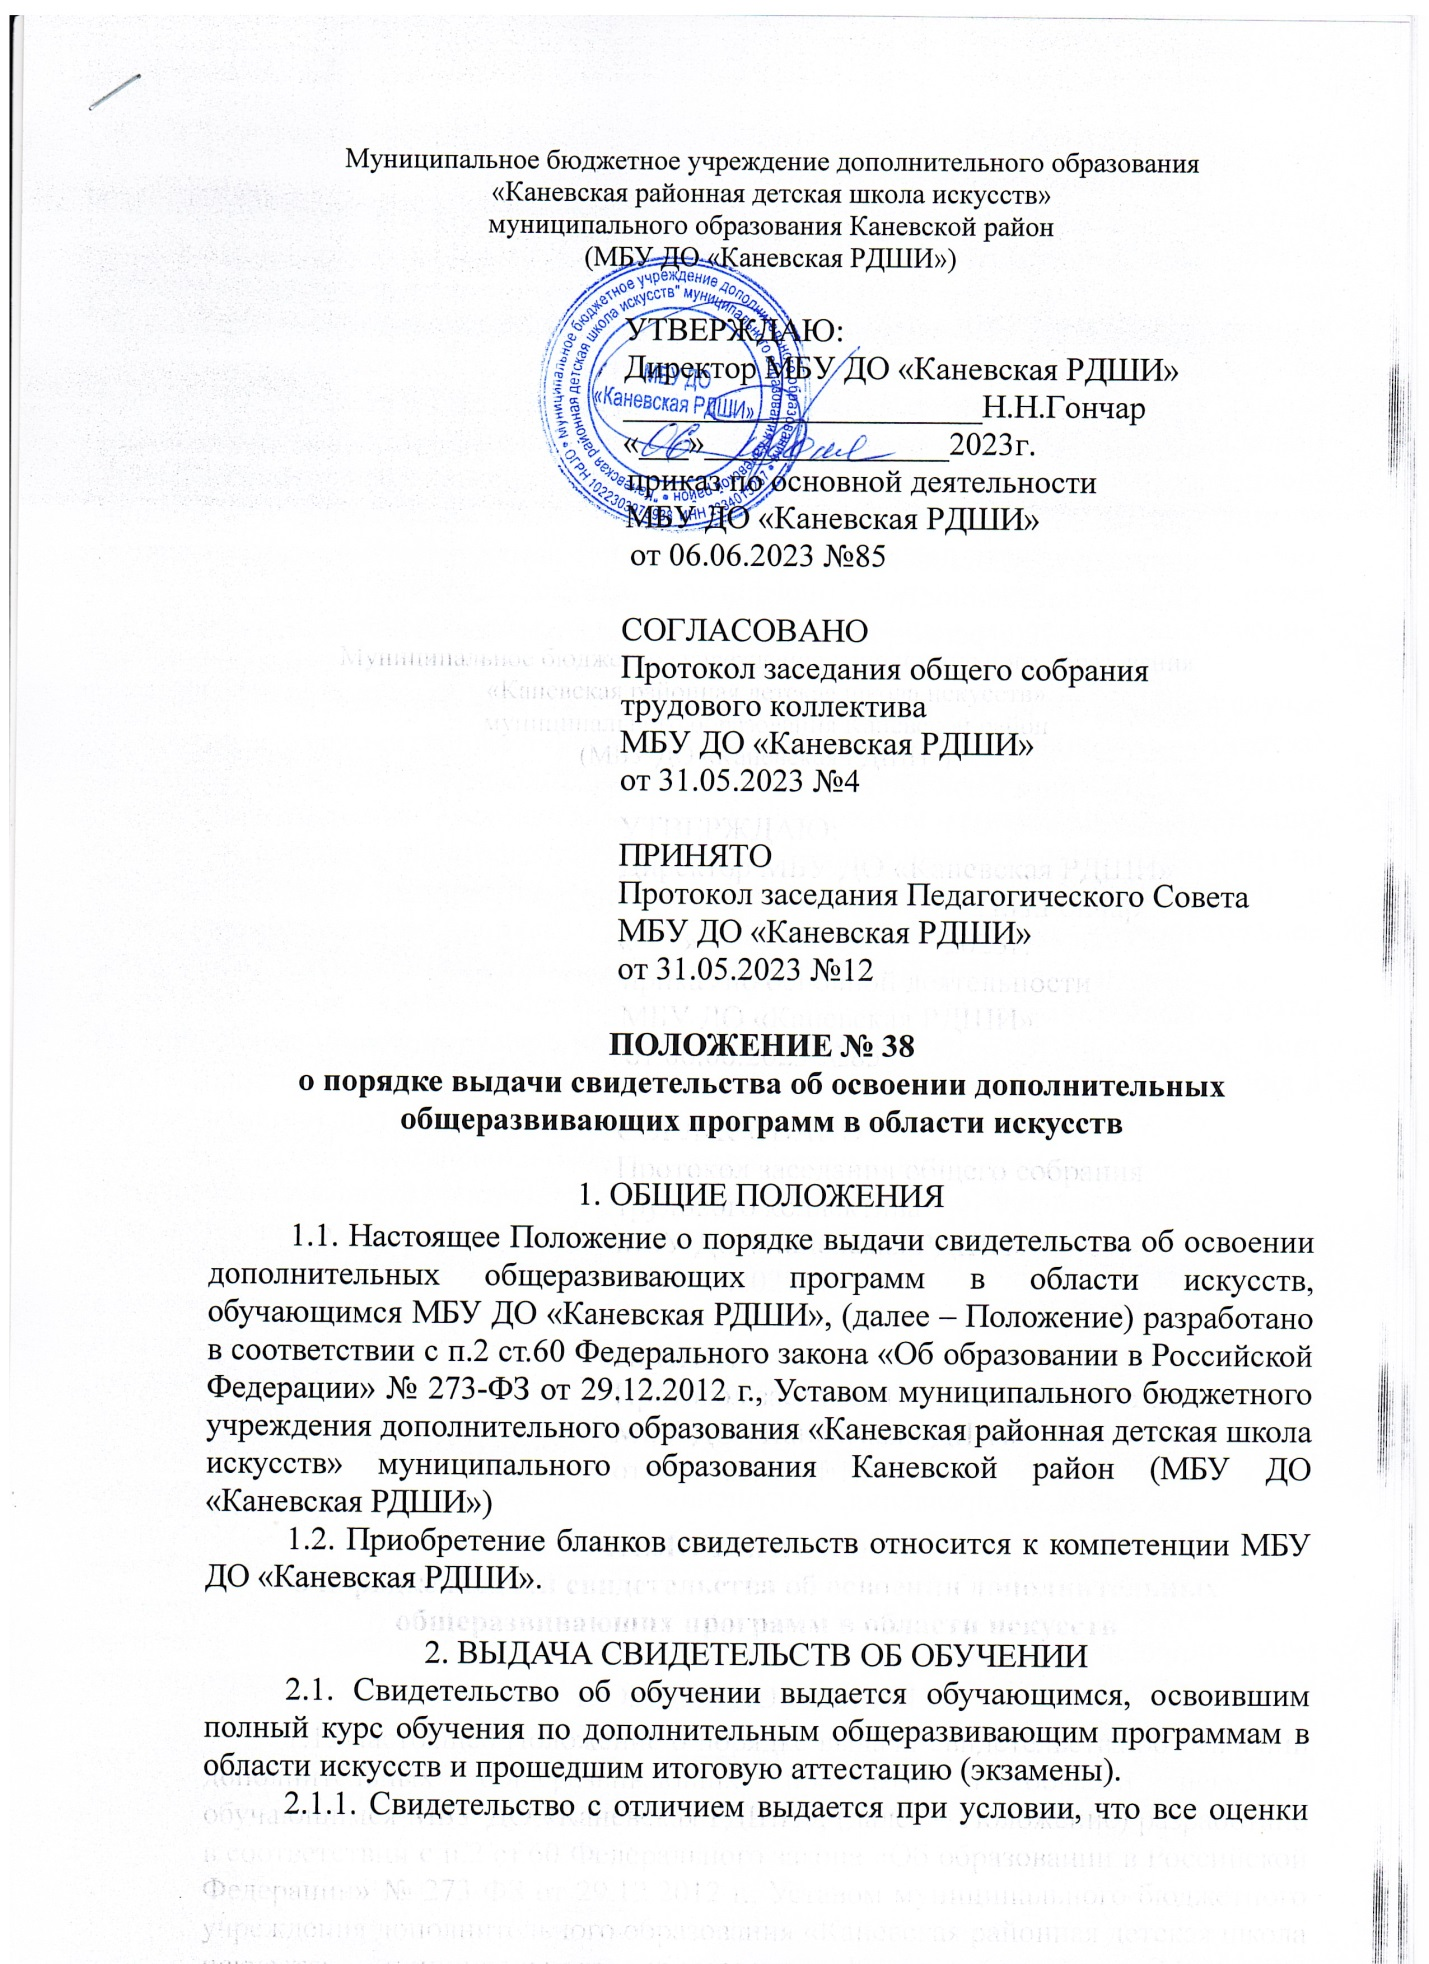 Муниципальное бюджетное учреждение дополнительного образования
«Каневская районная детская школа искусств»
муниципального образования Каневской район
(МБУ ДО «Каневская РДШИ»)
УТВЕРЖДАЮ:
Директор МБУ ДО «Каневская РДШИ»
Н.Н.Гончар
«06» 2023г.
приказ по основной деятельности
МБУ ДО «Каневская РДШИ»
от 06.06.2023 №85
МБУ ДО
«Каневская РДШИ»
СОГЛАСОВАНО
Протокол заседания общего собрания
трудового коллектива
МБУ ДО «Каневская РДШИ»
от 31.05.2023 №4
ПРИНЯТО
Протокол заседания Педагогического Совета
МБУ ДО «Каневская РДШИ»
от 31.05.2023 №12
ПОЛОЖЕНИЕ № 38
о порядке выдачи свидетельства об освоении дополнительных
общеразвивающих программ в области искусств
1. ОБЩИЕ ПОЛОЖЕНИЯ
1.1. Настоящее Положение о порядке выдачи свидетельства об освоении
дополнительных общеразвивающих программ в области искусств,
обучающимся МБУ ДО «Каневская РДШИ», (далее – Положение) разработано
в соответствии с п.2 ст.60 Федерального закона «Об образовании в Российской
Федерации» № 273-ФЗ от 29.12.2012 г., Уставом муниципального бюджетного
учреждения дополнительного образования «Каневская районная детская школа
искусств» муниципального образования Каневской район (МБУ ДО
«Каневская РДШИ»)
1.2. Приобретение бланков свидетельств относится к компетенции МБУ
ДО «Каневская РДШИ».
2. ВЫДАЧА СВИДЕТЕЛЬСТВ ОБ ОБУЧЕНИИ
2.1. Свидетельство об обучении выдается обучающимся, освоившим
полный курс обучения по дополнительным общеразвивающим программам в
области искусств и прошедшим итоговую аттестацию (экзамены).
2.1.1. Свидетельство с отличием выдается при условии, что все оценки